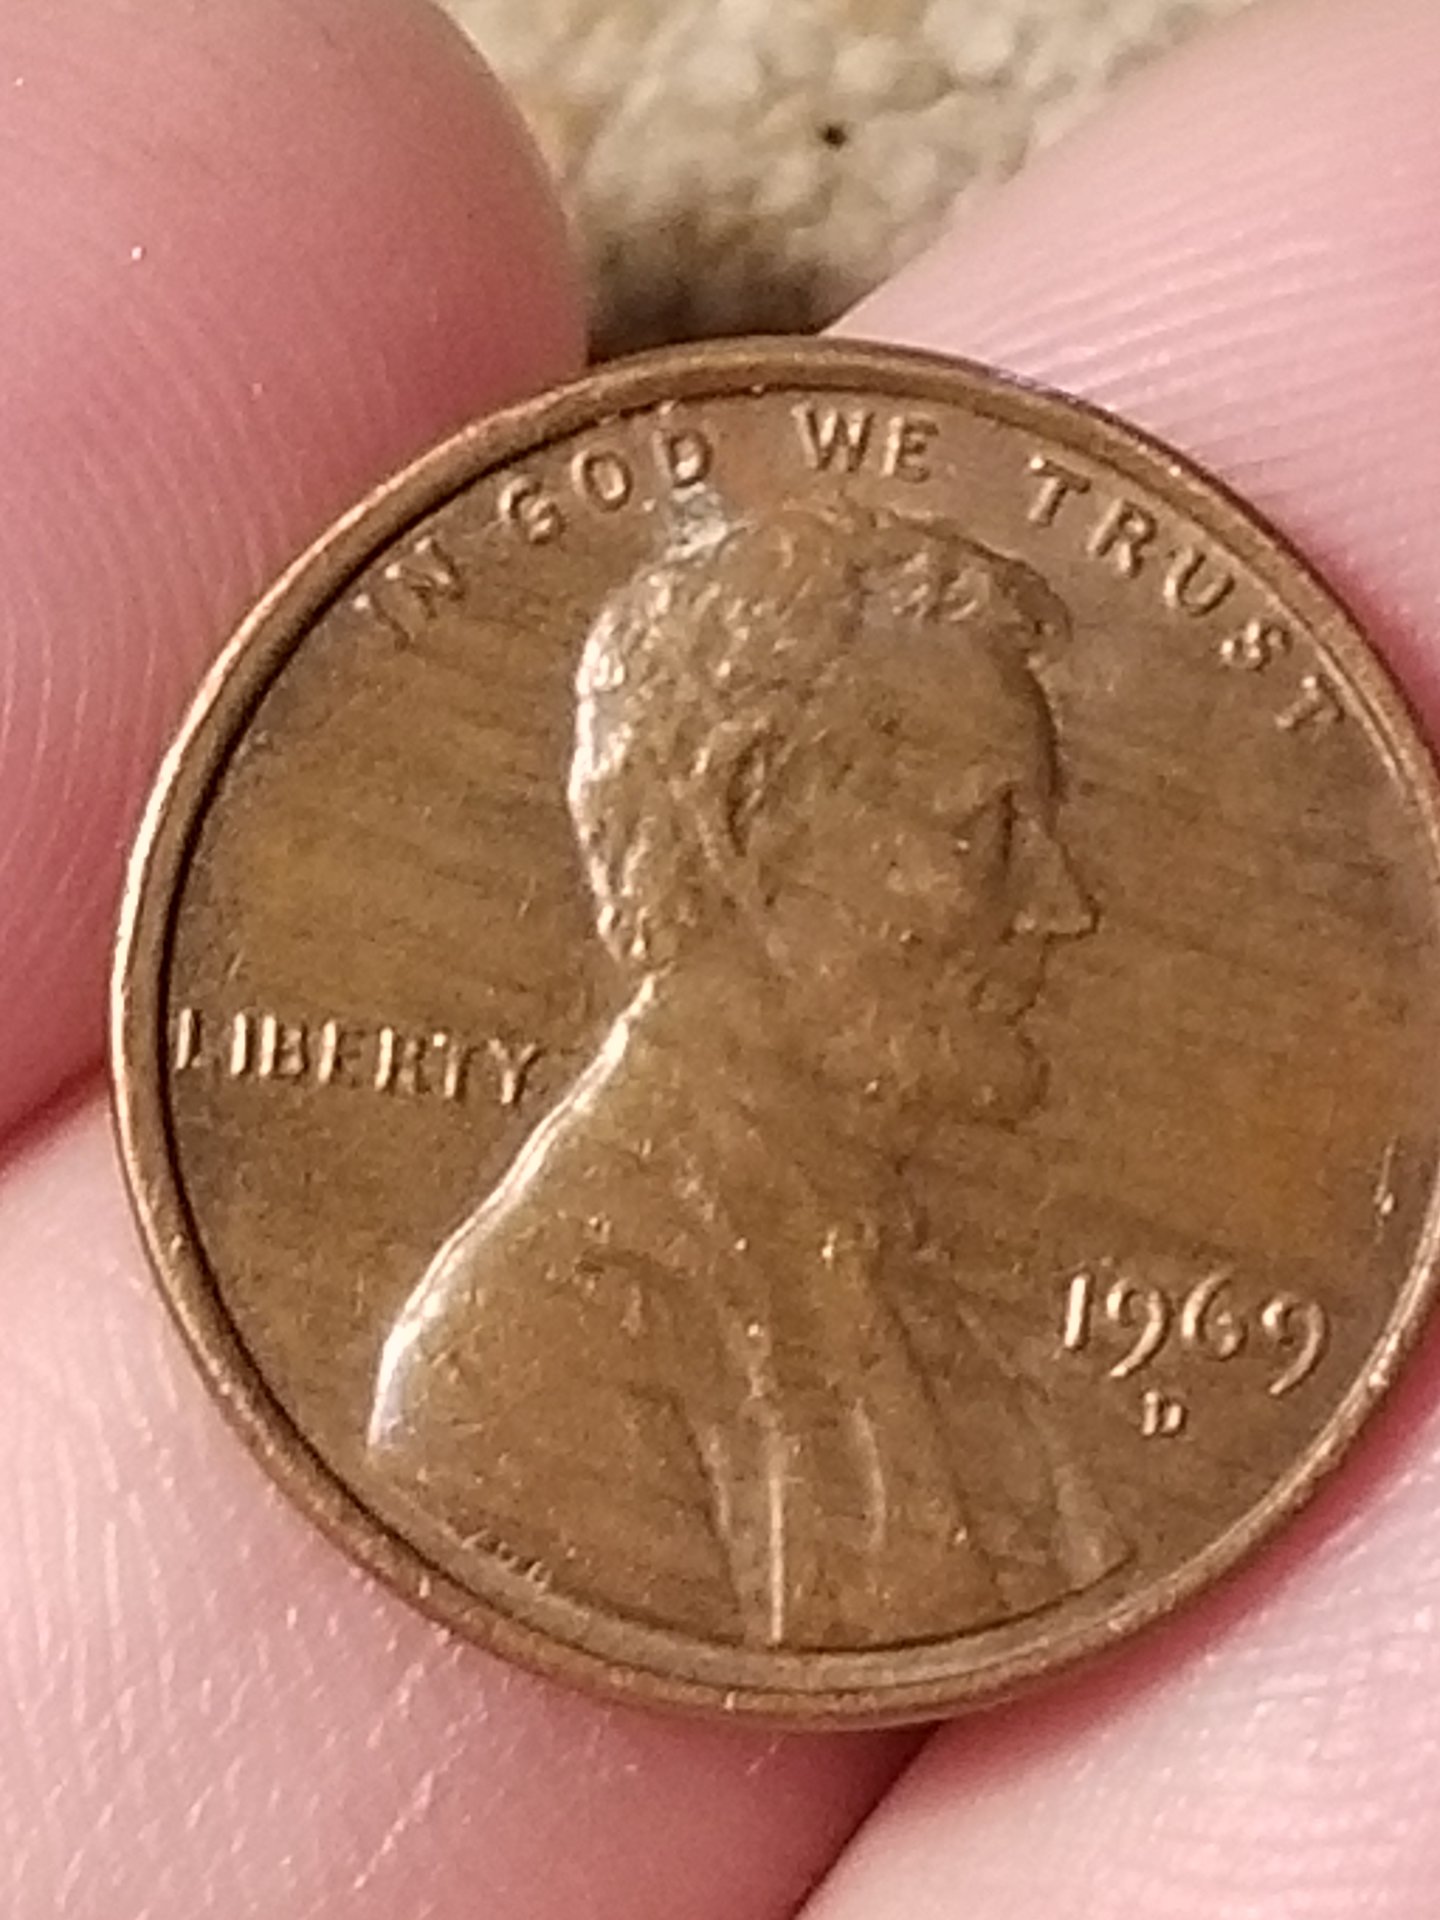 IN GOD WE TRUST
LIBERTY
1969
D